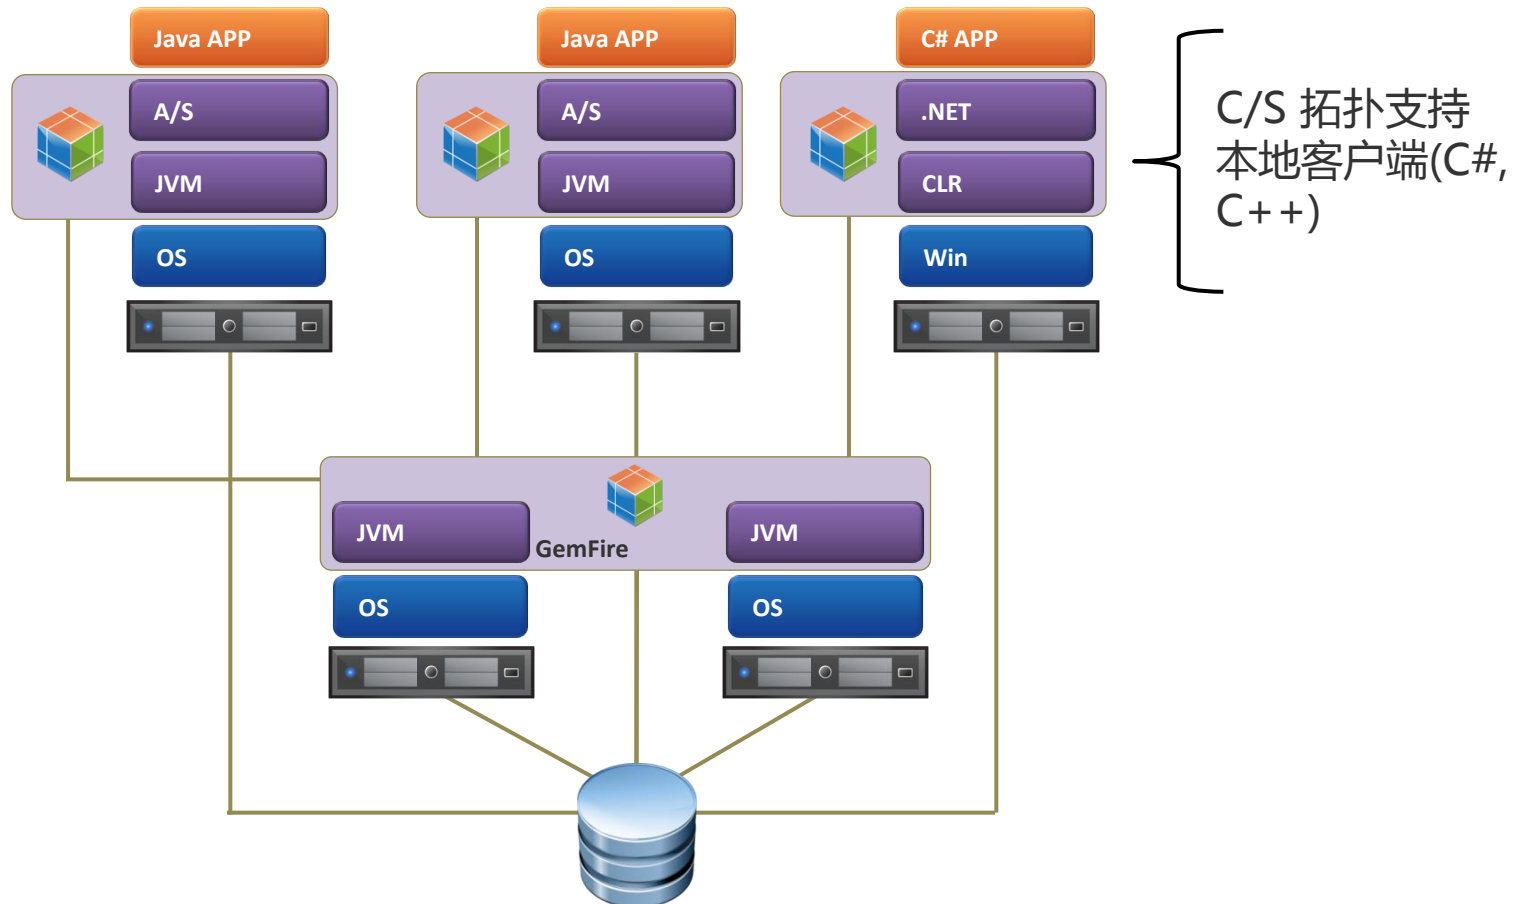 Java APP
Java APP
C# APP
A/S
A/S
.NET
JVM
JVM
CLR
OS
OS
Win
C/S 拓扑支持
本地客户端(C#,
C++)
JVM
GemFire
JVM
OS
OS